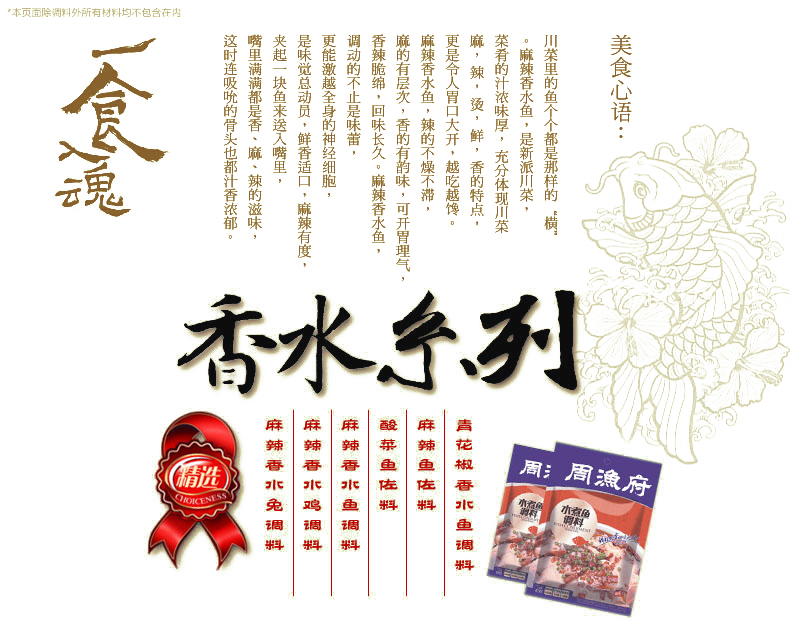 *本页面除调料外所有材料均不包含在内
一食入魂
美食心语：
川菜里的鱼个个都是那样的“横”
。麻辣香水鱼，是新派川菜，
菜肴的汁浓味厚，充分体现川菜
麻，辣，烫，鲜，香的特点，
更是令人胃口大开，越吃越馋。
麻辣香水鱼，辣的不燥不滞，
麻的有层次，香的有韵味，可开胃理气，
香辣脆绵，回味长久。麻辣香水鱼，
调动的不止是味蕾，
更能激越全身的神经细胞，
是味觉总动员，鲜香适口，麻辣有度，
夹起一块鱼来送入嘴里，
嘴里满满都是香、麻、辣的滋味，
这时连吸吮的骨头也都汁香浓郁。
香水系列
青花椒香水鱼调料
麻辣鱼佐料
酸菜鱼佐料
麻辣香水鱼调料
麻辣香水鸡调料
麻辣香水兔调料
精选
CHOICENESS
周漁府
水煮鱼
调料
周漁府
水煮鱼
调料